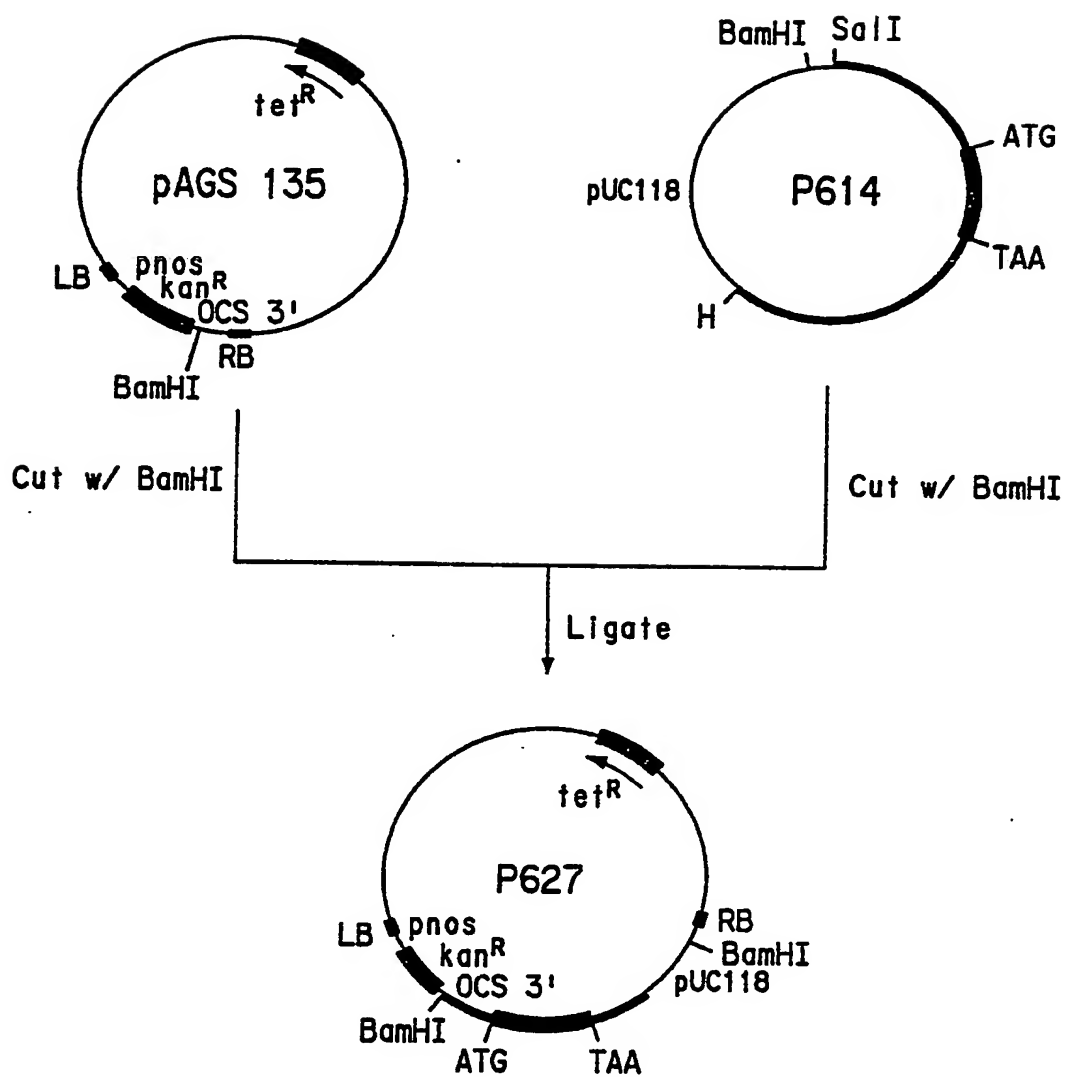 BamHI
SalI
tet^R
ATG
pAGS 135
pUC118
P614
TAA
LB
pnos
kan^R
OCS 3'
H
RB
BamHI
Cut w/ BamHI
Cut w/ BamHI
Ligate
tet^R
P627
RB
LB
pnos
kan^R
BamHI
OCS 3'
pUC118
BamHI
ATG
TAA